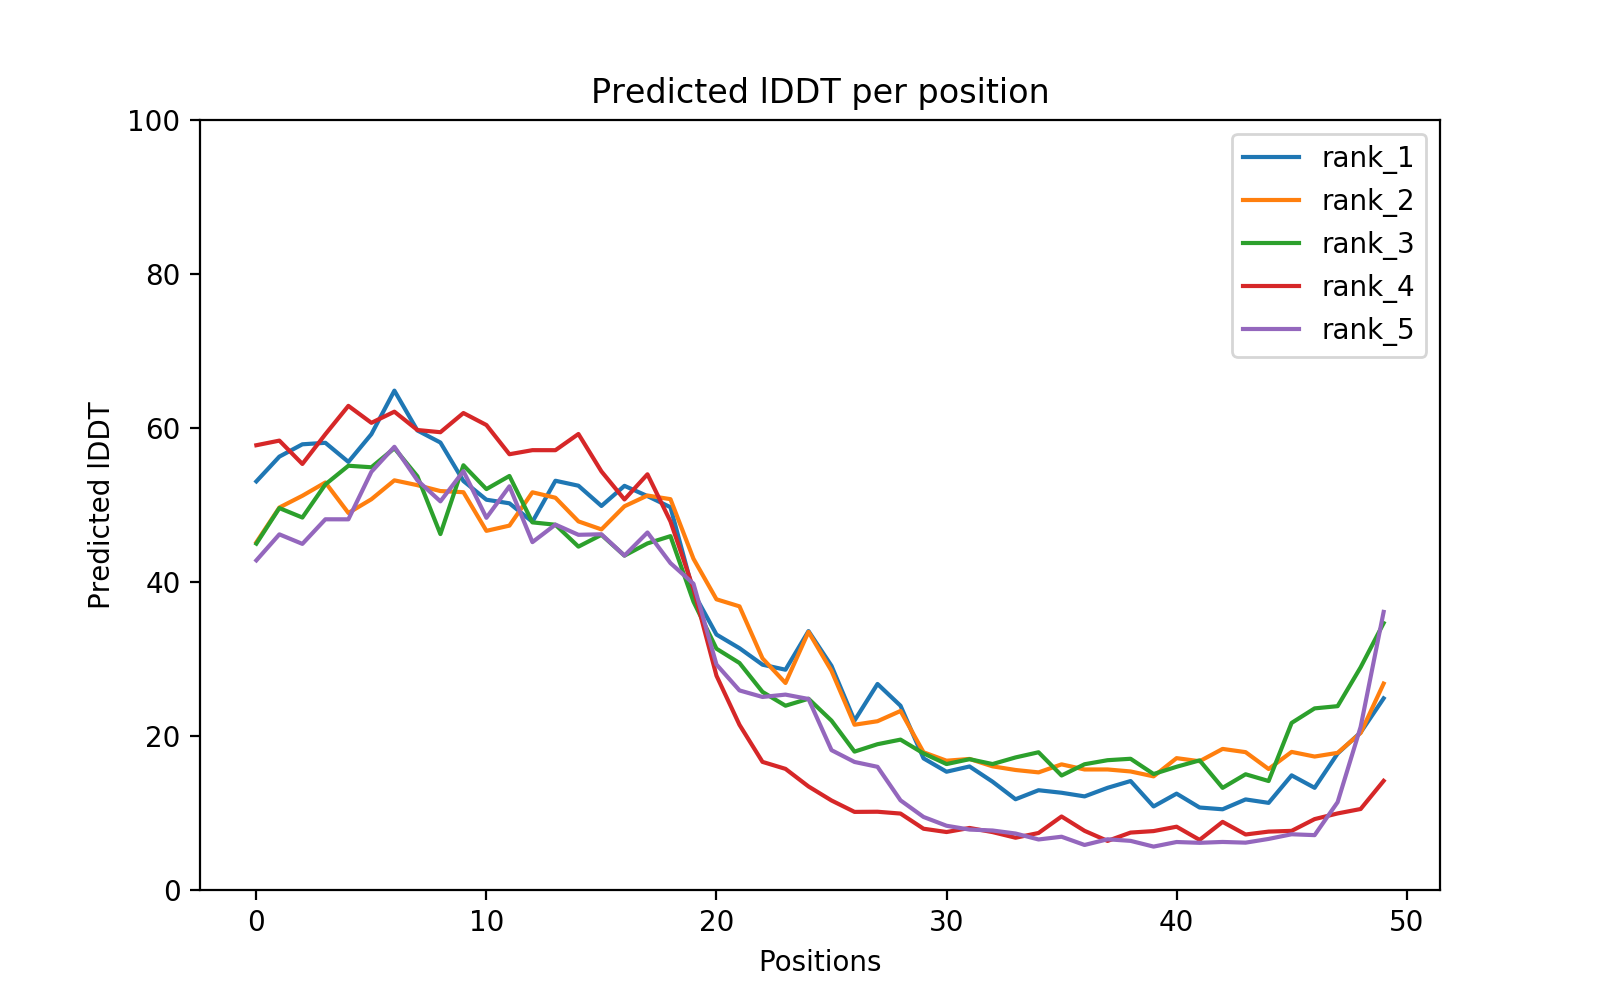 Predicted lDDT per position
100
80
60
40
20
0
Predicted lDDT
rank_1
rank_2
rank_3
rank_4
rank_5
0 10 20 30 40 50
Positions